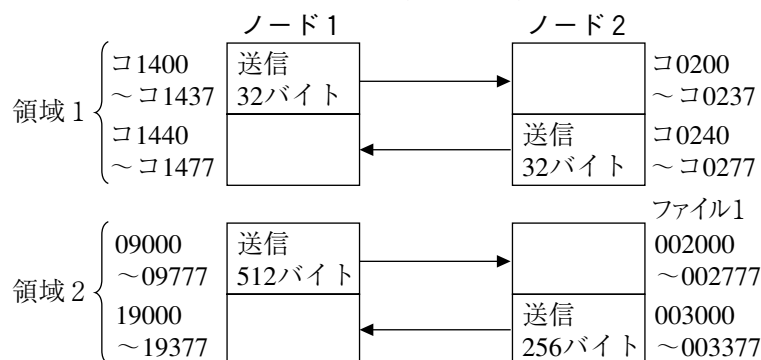 ノード1
ノード2
領域1
コ1400
～コ1437
送信
32バイト
コ0200
～コ0237
コ1440
～コ1477
送信
32バイト
コ0240
～コ0277
ファイル1
領域2
09000
～09777
送信
512バイト
002000
～002777
19000
～19377
送信
256バイト
003000
～003377